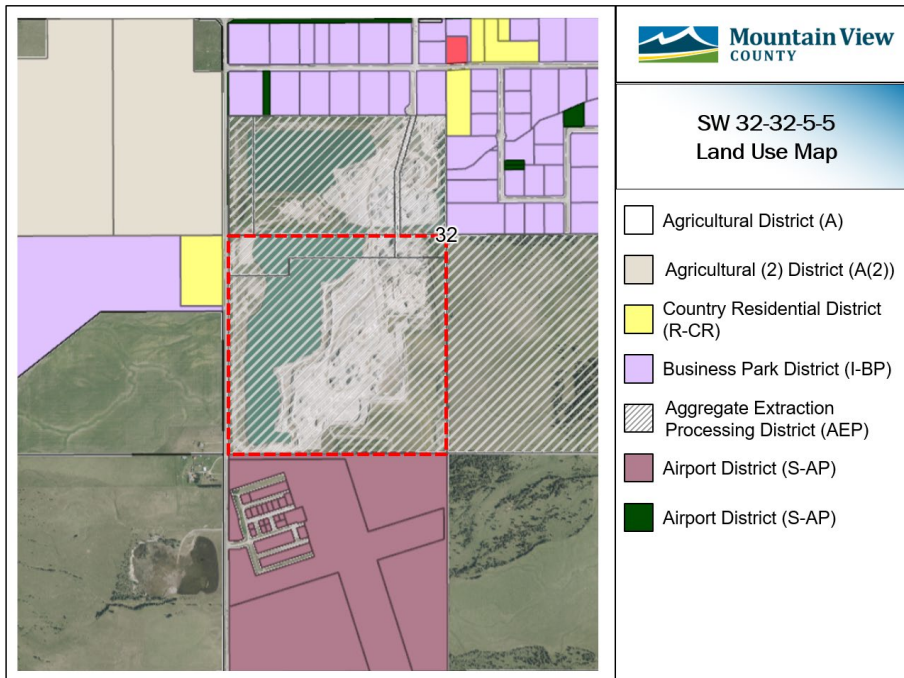 Mountain View
COUNTY
SW 32-32-5-5
Land Use Map
Agricultural District (A)
Agricultural (2) District (A(2))
Country Residential District
(R-CR)
Business Park District (I-BP)
Aggregate Extraction
Processing District (AEP)
Airport District (S-AP)
Airport District (S-AP)
32